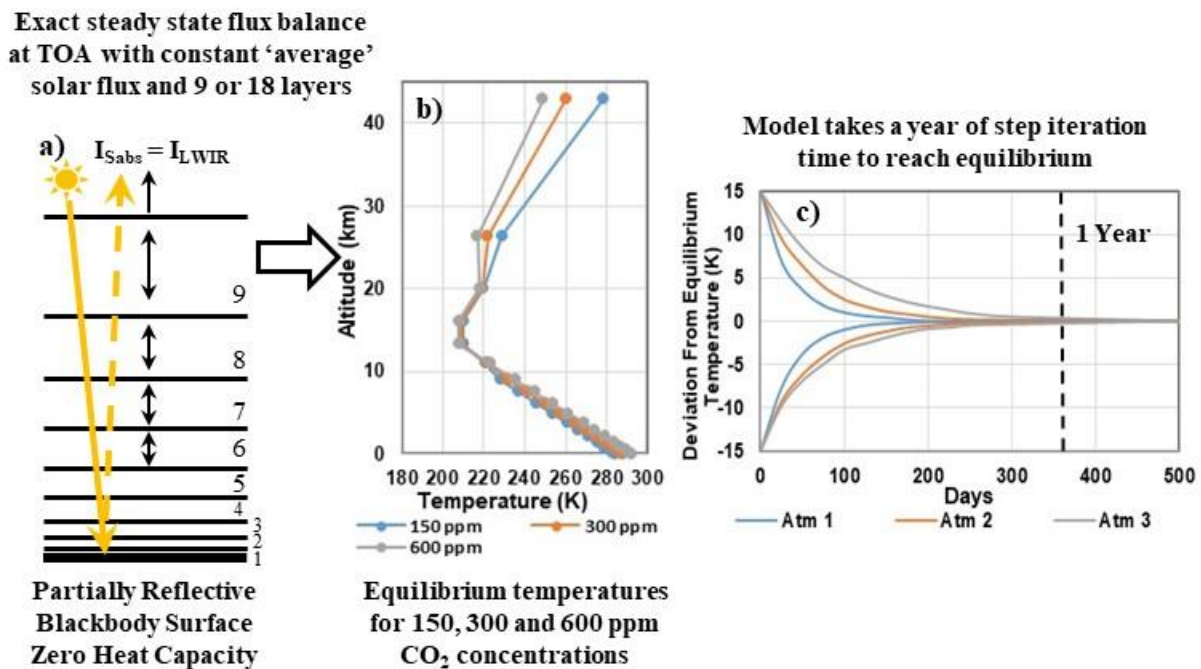 Exact steady state flux balance
at TOA with constant ‘average’
solar flux and 9 or 18 layers
a) I_Sabs = I_LWIR
9
8
7
6
5
4
3
2
1
Partially Reflective
Blackbody Surface
Zero Heat Capacity
b)
Altitude (km)
40
30
20
10
0
180 200 220 240 260 280 300
Temperature (K)
150 ppm 300 ppm
600 ppm
Equilibrium temperatures
for 150, 300 and 600 ppm
CO₂ concentrations
Model takes a year of step iteration
time to reach equilibrium
c)
1 Year
Deviation From Equilibrium
Temperature (K)
15
10
5
0
-5
-10
-15
0 100 200 300 400 500
Days
Atm 1 Atm 2 Atm 3